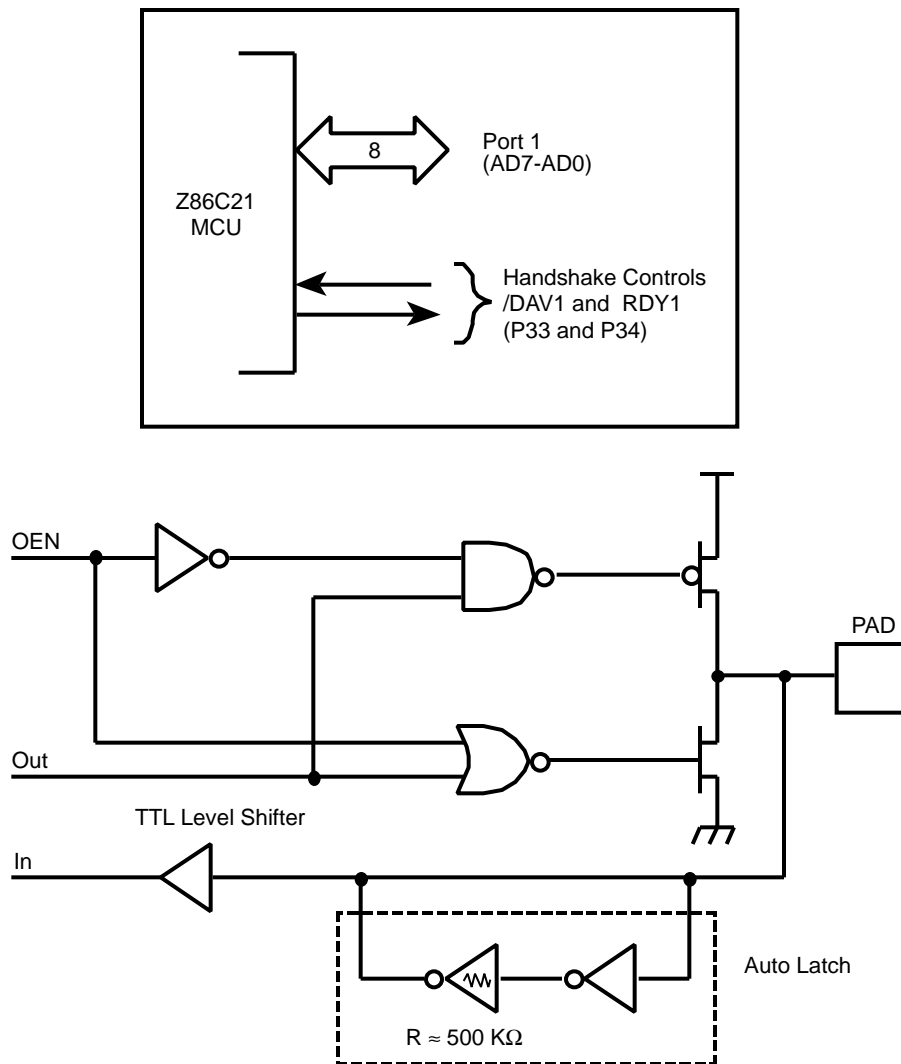 8
Port 1
(AD7-AD0)
Z86C21
MCU
Handshake Controls
/DAV1 and RDY1
(P33 and P34)
OEN
PAD
Out
TTL Level Shifter
In
Auto Latch
R ≈ 500 KΩ